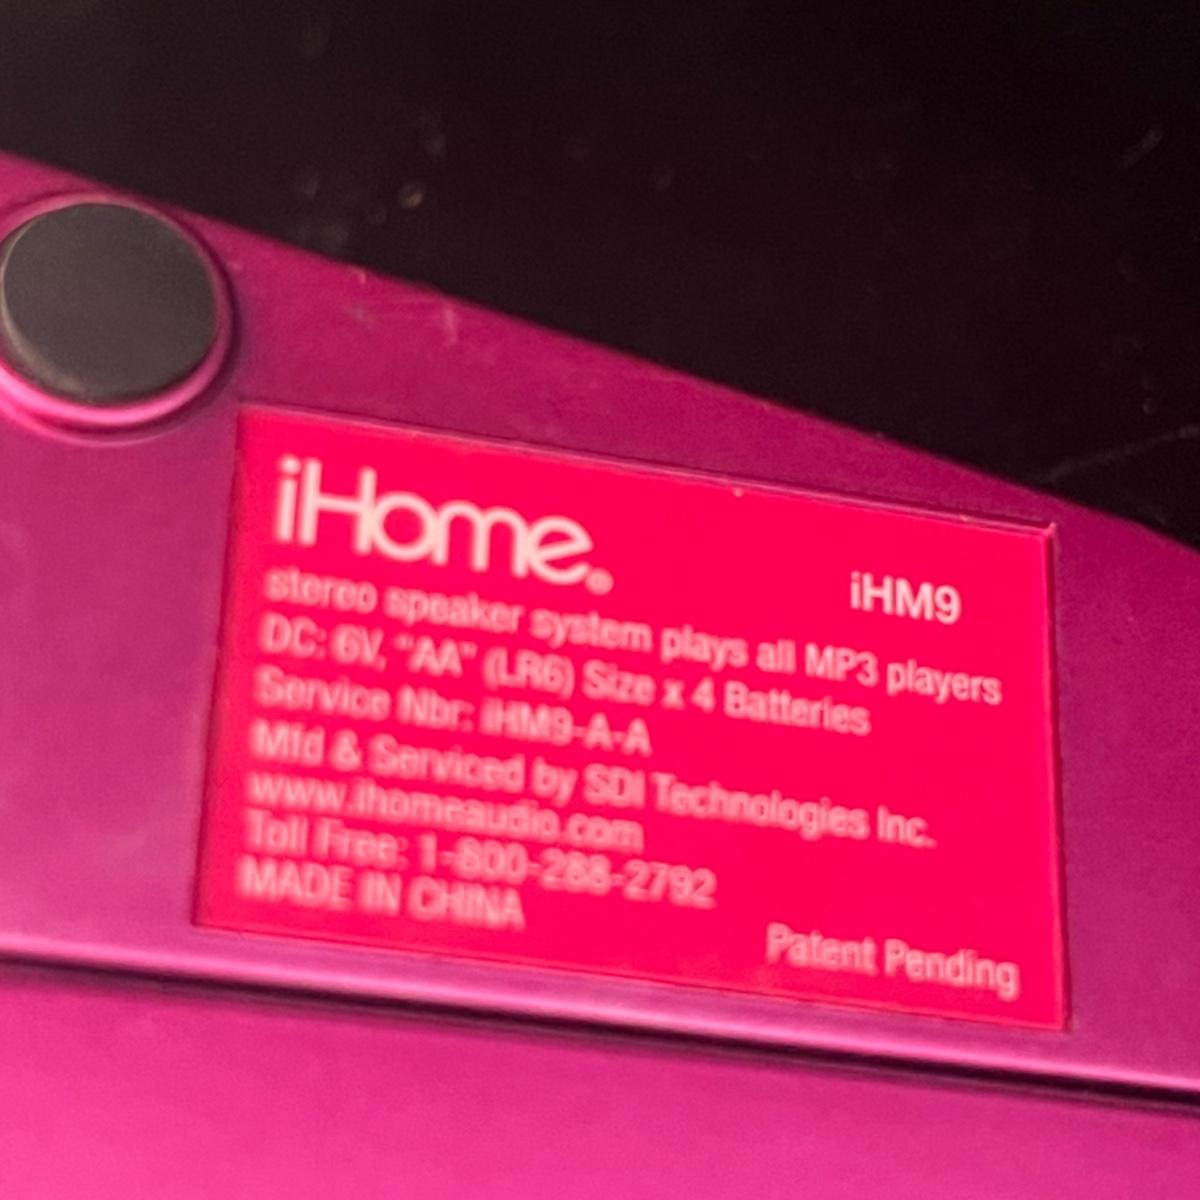 iHome®
iHM9
stereo speaker system plays all MP3 players
DC: 6V, "AA" (LR6) Size x 4 Batteries
Service Nbr: iHM9-A-A
Mfd & Serviced by SDI Technologies Inc.
www.ihomeaudio.com
Toll Free: 1-800-288-2792
MADE IN CHINA
Patent Pending